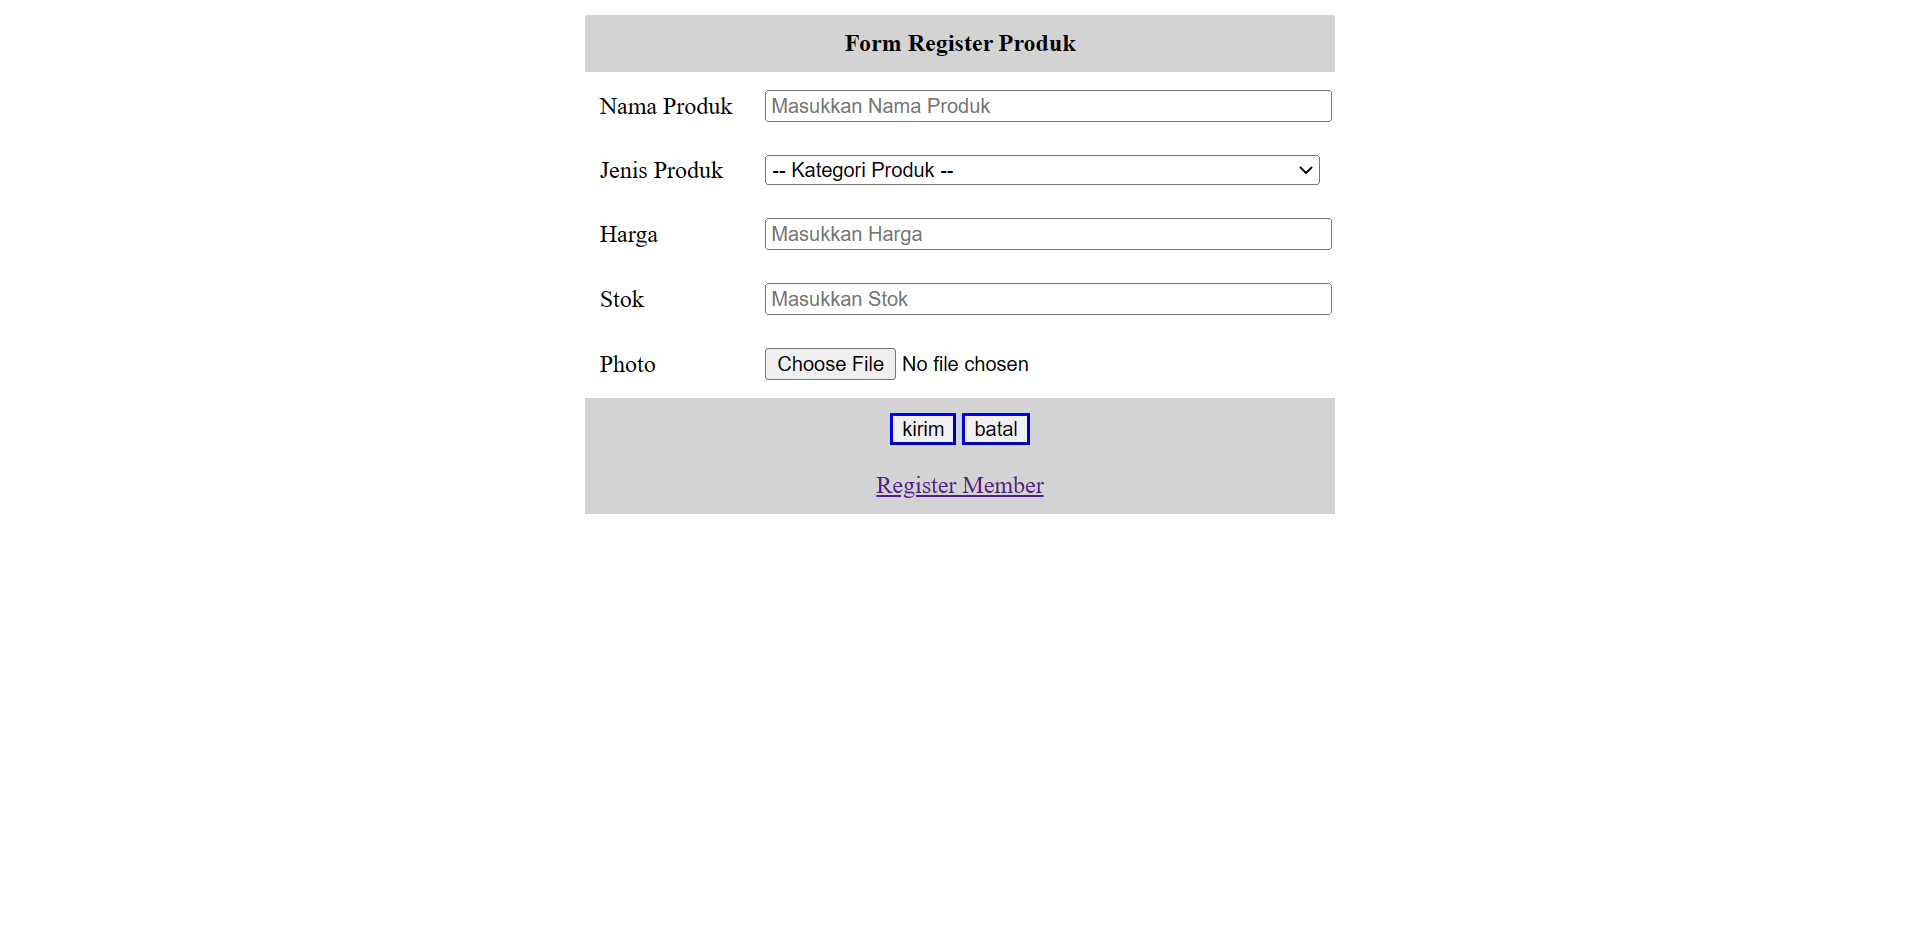 Form Register Produk
Nama Produk Masukkan Nama Produk
Jenis Produk -- Kategori Produk --
Harga Masukkan Harga
Stok Masukkan Stok
Photo Choose File No file chosen
kirim batal
Register Member